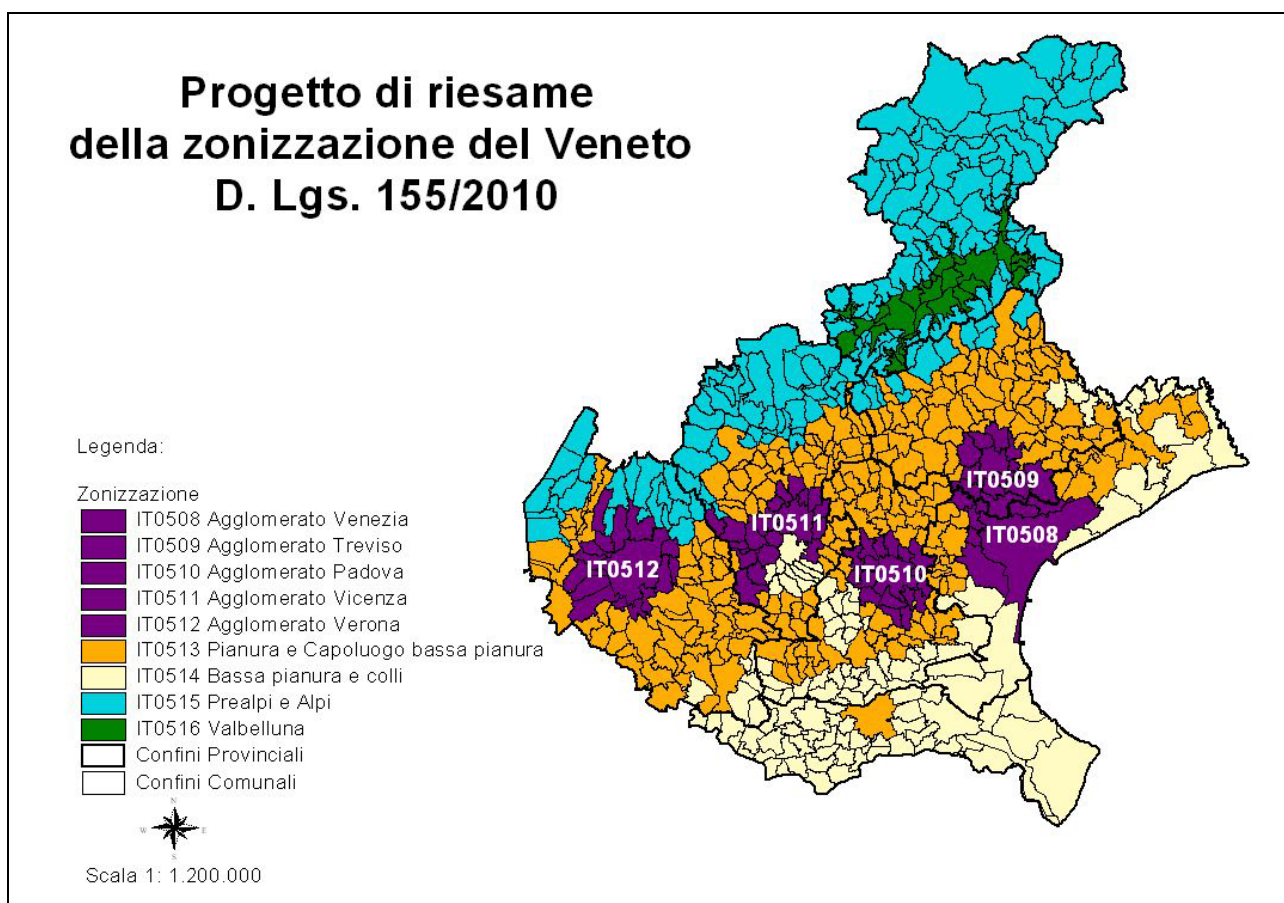 Progetto di riesame
della zonizzazione del Veneto
D. Lgs. 155/2010
Legenda:
Zonizzazione
IT0508 Agglomerato Venezia
IT0509 Agglomerato Treviso
IT0510 Agglomerato Padova
IT0511 Agglomerato Vicenza
IT0512 Agglomerato Verona
IT0513 Pianura e Capoluogo bassa pianura
IT0514 Bassa pianura e colli
IT0515 Prealpi e Alpi
IT0516 Valbelluna
Confini Provinciali
Confini Comunali
N
W E
S
Scala 1: 1.200.000
IT0509
IT0511
IT0508
IT0512
IT0510